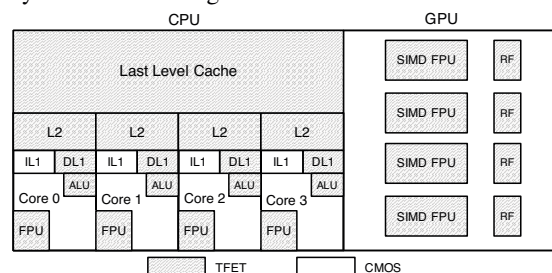 CPU GPU
Last Level Cache
SIMD FPU RF
SIMD FPU RF
L2 L2 L2 L2
IL1 DL1 IL1 DL1 IL1 DL1 IL1 DL1
SIMD FPU RF
ALU ALU ALU ALU
Core 0 Core 1 Core 2 Core 3
SIMD FPU RF
FPU FPU FPU FPU
TFET CMOS